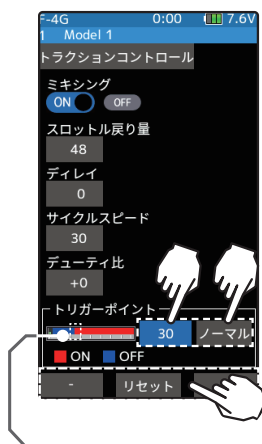 F-4G 0:00 7.6V
1 Model 1
トラクションコントロール
ミキシング
ON OFF
スロットル戻り量
48
ディレイ
0
サイクルスピード
30
デューティ比
+0
トリガーポイント
30 ノーマル
ON OFF
- リセット